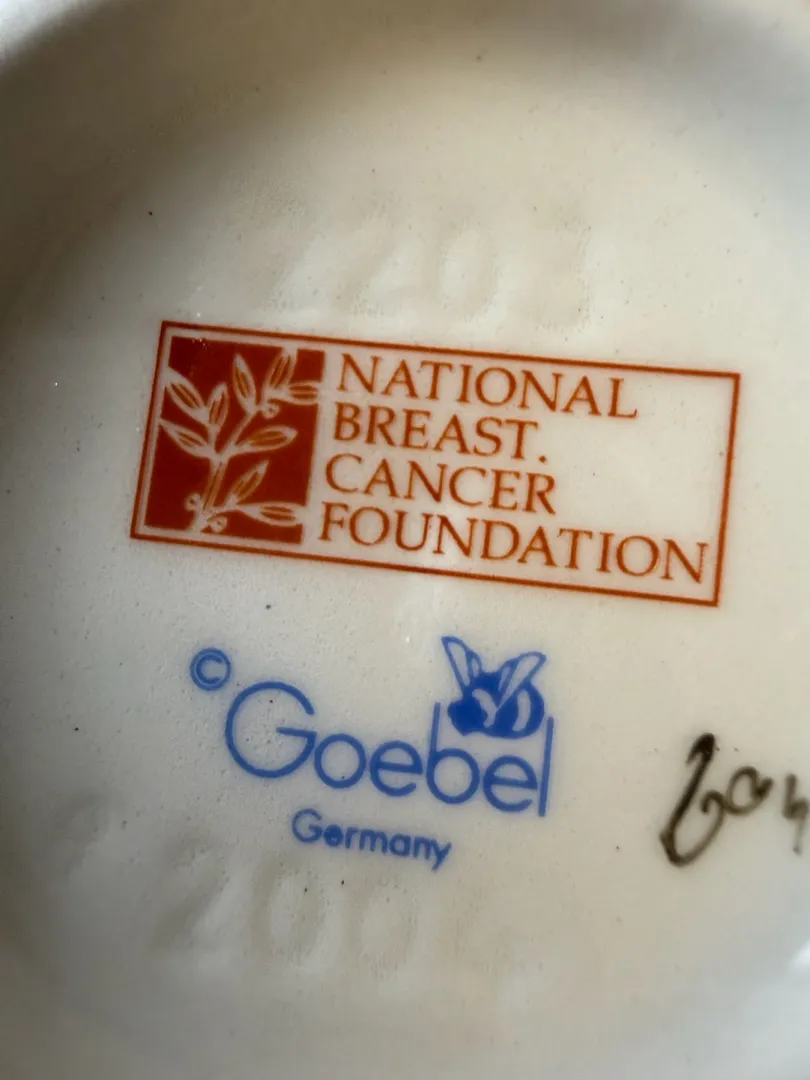 NATIONAL
BREAST.
CANCER
FOUNDATION
© Goebel
Germany